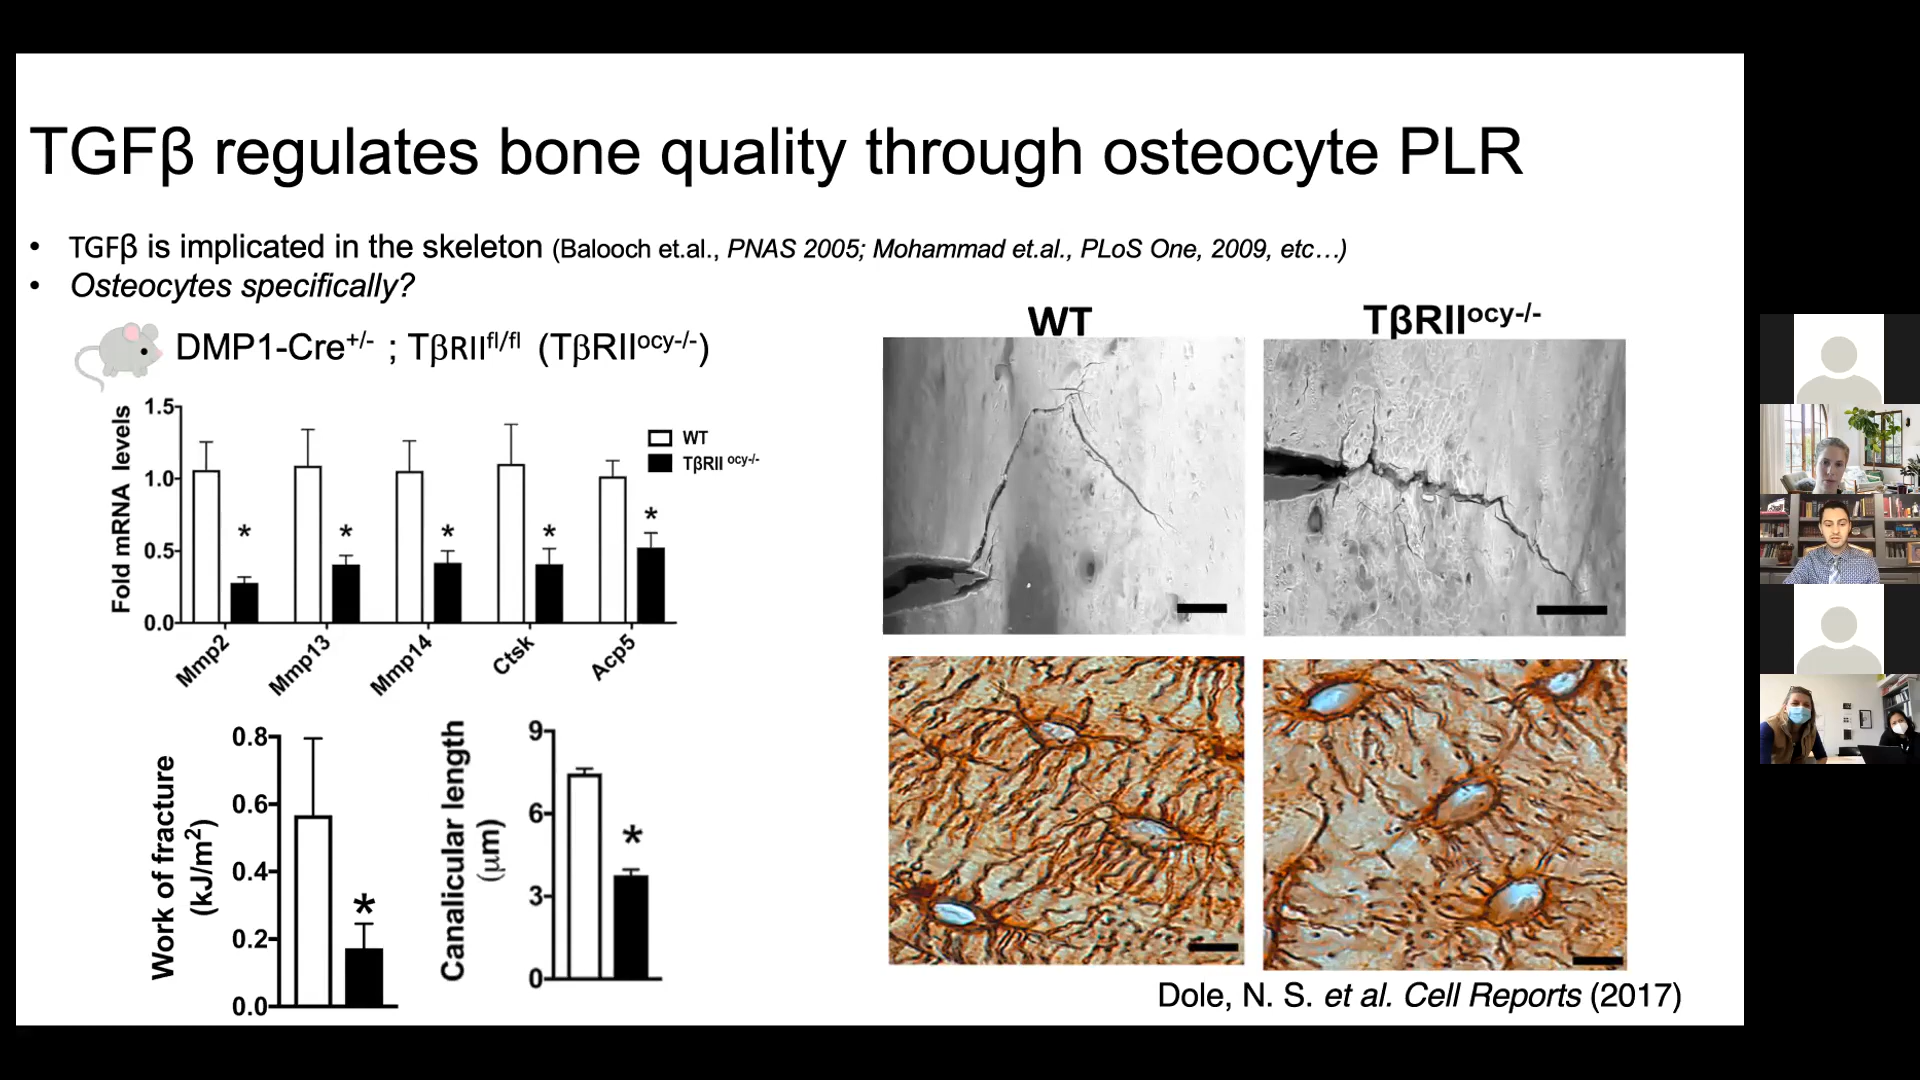 TGFβ regulates bone quality through osteocyte PLR
• TGFβ is implicated in the skeleton (Balooch et.al., PNAS 2005; Mohammad et.al., PLoS One, 2009, etc…)
• Osteocytes specifically?
DMP1-Cre+/- ; TβRIIfl/fl (TβRIIocy-/-)
Fold mRNA levels
1.5
1.0
0.5
0.0
WT
TβRII ocy-/-
*
*
*
*
*
Mmp2
Mmp13
Mmp14
Ctsk
Acp5
Work of fracture
(kJ/m2)
0.8
0.6
0.4
0.2
0.0
*
Canalicular length
(μm)
9
6
3
0
*
WT
TβRIIocy-/-
Dole, N. S. et al. Cell Reports (2017)